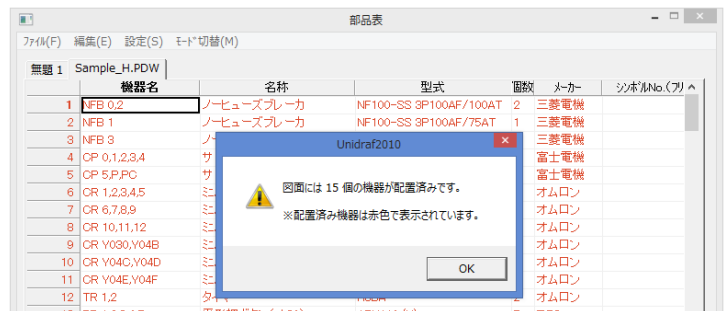 部品表
ファイル(F) 編集(E) 設定(S) モード切替(M)
無題 1 Sample_H.PDW
機器名 名称 型式 個数 メーカー シンボルNo.(フリ
1 NFB 0,2 ノーヒューズブレーカ NF100-SS 3P100AF/100AT 2 三菱電機
2 NFB 1 ノーヒューズブレーカ NF100-SS 3P100AF/75AT 1 三菱電機
3 NFB 3 三菱電機
4 CP 0,1,2,3,4 サ 富士電機
5 CP 5,P,PC サ 富士電機
6 CR 1,2,3,4,5 オムロン
7 CR 6,7,8,9 オムロン
8 CR 10,11,12 オムロン
9 CR Y030,Y04B オムロン
10 CR Y04C,Y04D オムロン
11 CR Y04E,Y04F オムロン
12 TR 1,2 タイマ 2 オムロン
Unidraf2010
図面には 15 個の機器が配置済みです。
※配置済み機器は赤色で表示されています。
OK